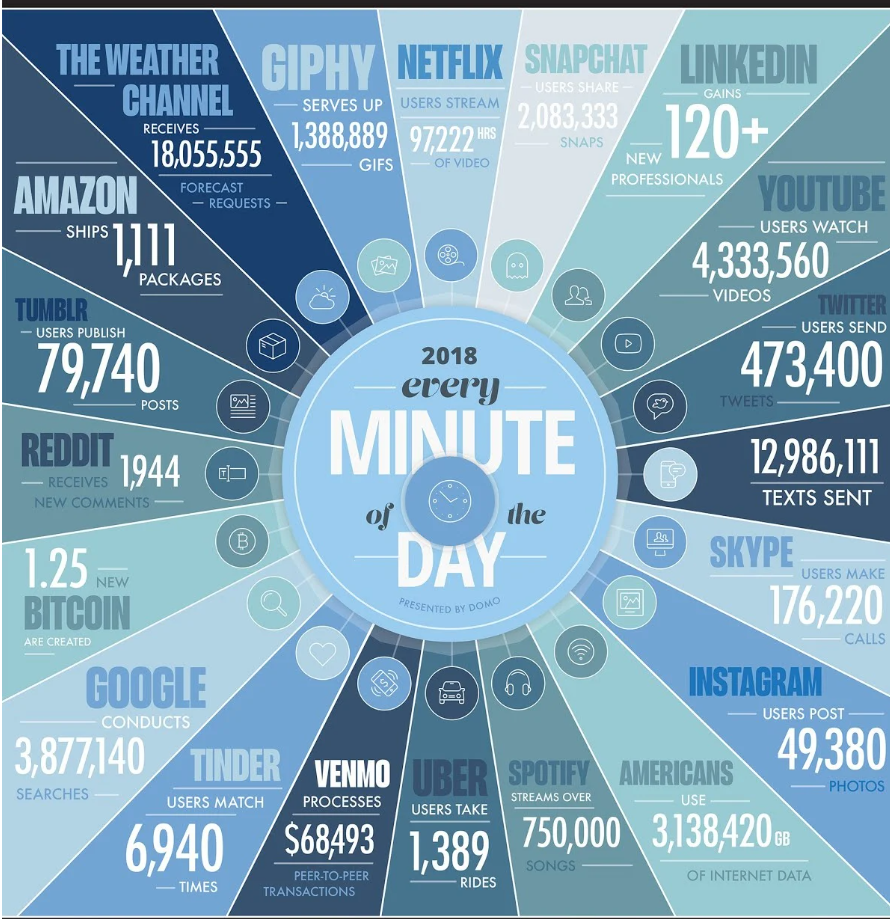 THE WEATHER
CHANNEL
RECEIVES
18,055,555
FORECAST
REQUESTS
GIPHY
SERVES UP
1,388,889
GIFS
NETFLIX
USERS STREAM
97,222 HRS
OF VIDEO
SNAPCHAT
USERS SHARE
2,083,333
SNAPS
LINKEDIN
GAINS
120+
NEW
PROFESSIONALS
YOUTUBE
USERS WATCH
4,333,560
VIDEOS
TWITTER
USERS SEND
473,400
TWEETS
12,986,111
TEXTS SENT
SKYPE
USERS MAKE
176,220
CALLS
INSTAGRAM
USERS POST
49,380
PHOTOS
AMERICANS
USE
3,138,420 GB
OF INTERNET DATA
SPOTIFY
STREAMS OVER
750,000
SONGS
UBER
USERS TAKE
1,389
RIDES
VENMO
PROCESSES
$68,493
PEER-TO-PEER
TRANSACTIONS
TINDER
USERS MATCH
6,940
TIMES
GOOGLE
CONDUCTS
3,877,140
SEARCHES
1.25 NEW
BITCOIN
ARE CREATED
REDDIT
RECEIVES 1,944
NEW COMMENTS
TUMBLR
USERS PUBLISH
79,740
POSTS
AMAZON
SHIPS 1,111
PACKAGES
2018
every
MINUTE
of the
DAY
PRESENTED BY DOMO